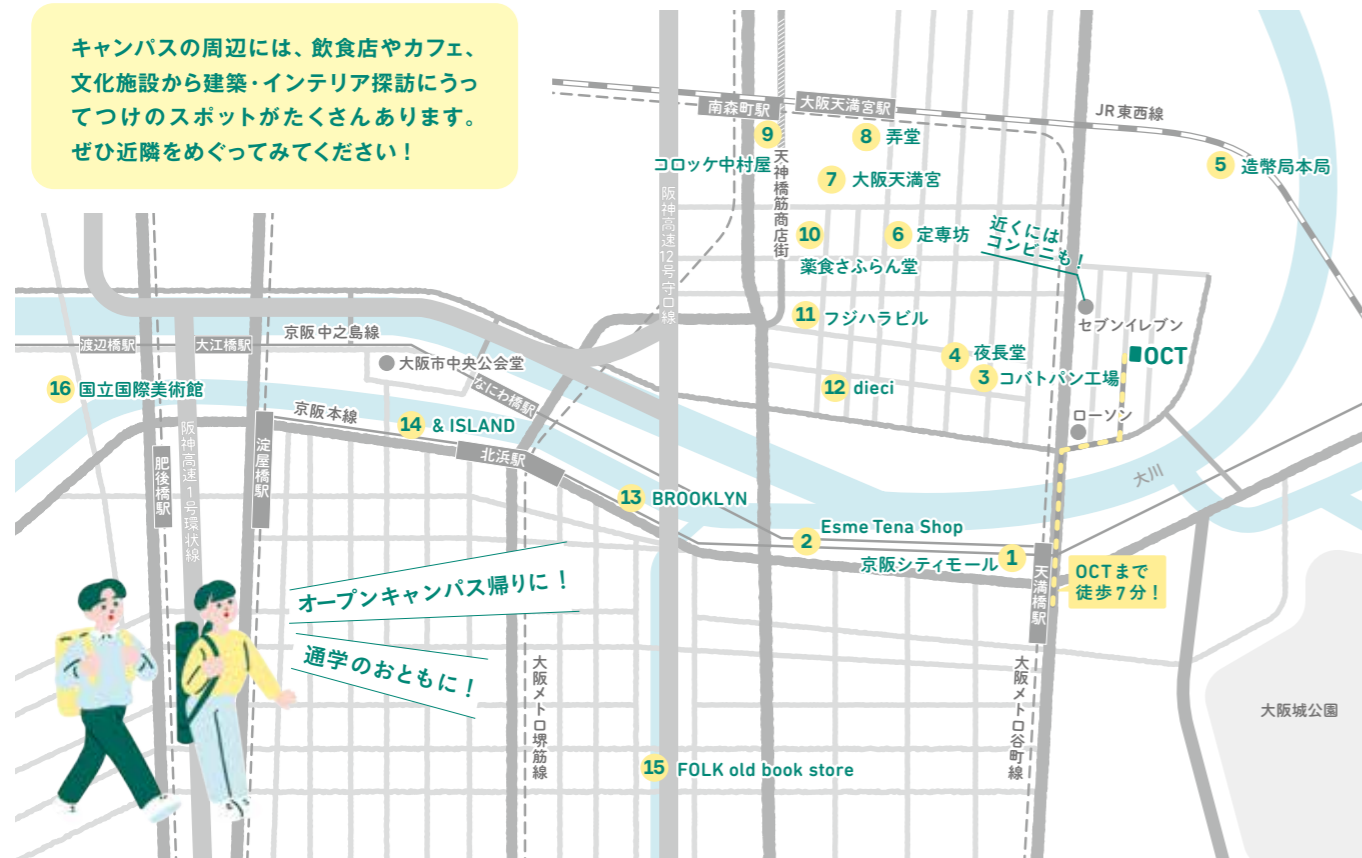 キャンパスの周辺には、飲食店やカフェ、
文化施設から建築・インテリア探訪にうっ
てつけのスポットがたくさんあります。
ぜひ近隣をめぐってみてください！
南森町駅
大阪天満宮駅
JR東西線
9
コロッケ中村屋
8 弄堂
5 造幣局本局
7 大阪天満宮
天神橋筋商店街
阪神高速12号守口線
10
薬食さふらん堂
6 定専坊
近くには
コンビニも！
セブンイレブン
11 フジハラビル
OCT
4 夜長堂
3 コバトパン工場
12 dieci
ローソン
京阪中之島線
渡辺橋駅
大江橋駅
大阪市中央公会堂
なにわ橋駅
16 国立国際美術館
京阪本線
14 & ISLAND
北浜駅
阪神高速1号環状線
肥後橋駅
淀屋橋駅
大川
13 BROOKLYN
Esme Tena Shop
2
京阪シティモール 1
天満橋駅
OCTまで
徒歩7分！
オープンキャンパス帰りに！
通学のおともに！
大阪メトロ堺筋線
大阪メトロ谷町線
大阪城公園
15 FOLK old book store